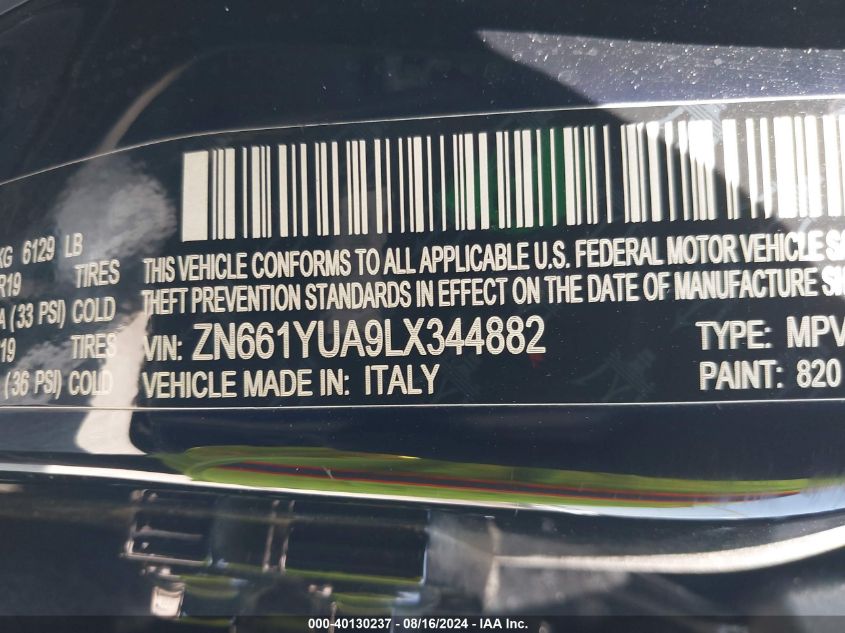 KG 6129 LB
R19 TIRES
(33 PSI) COLD
19 TIRES
(36 PSI) COLD
THIS VEHICLE CONFORMS TO ALL APPLICABLE U.S. FEDERAL MOTOR VEHICLE
THEFT PREVENTION STANDARDS IN EFFECT ON THE DATE OF MANUFACTURE
VIN: ZN661YUA9LX344882 TYPE: MPV
VEHICLE MADE IN: ITALY PAINT: 820
000-40130237 - 08/16/2024 - IAA Inc.